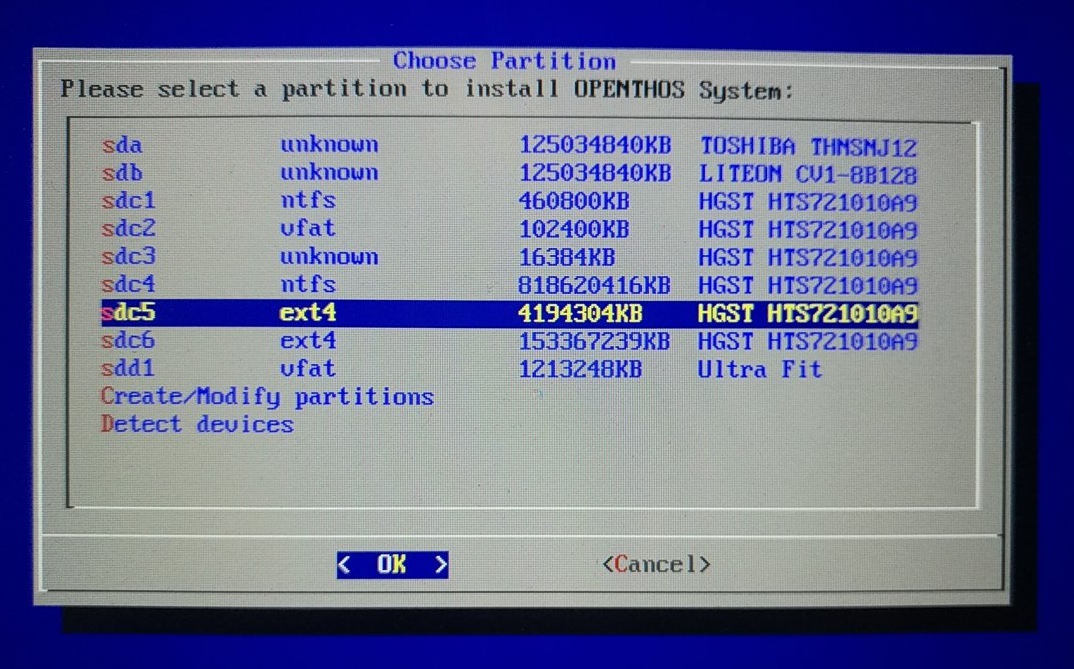 Choose Partition
Please select a partition to install OPENTHOS System:
sda unknown 125034840KB TOSHIBA THNSNJ12
sdb unknown 125034840KB LITEON CV1-8B128
sdc1 ntfs 460800KB HGST HTS721010A9
sdc2 vfat 102400KB HGST HTS721010A9
sdc3 unknown 16384KB HGST HTS721010A9
sdc4 ntfs 818620416KB HGST HTS721010A9
sdc5 ext4 4194304KB HGST HTS721010A9
sdc6 ext4 153367239KB HGST HTS721010A9
sdd1 vfat 1213248KB Ultra Fit
Create/Modify partitions
Detect devices
< OK > <Cancel>